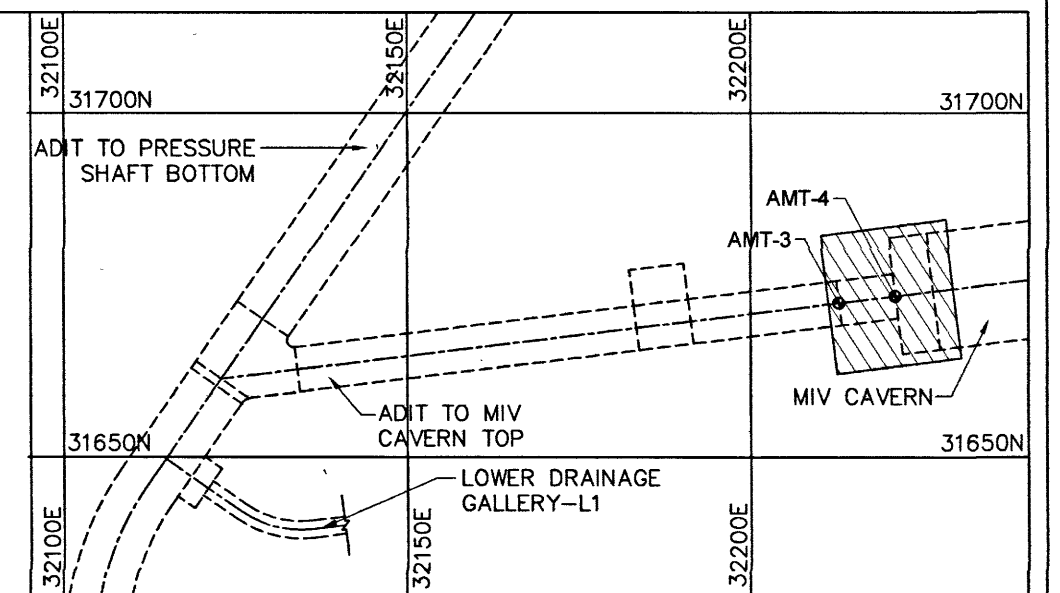 32100E
32150E
32200E
31700N
31700N
ADIT TO PRESSURE
SHAFT BOTTOM
AMT-4
AMT-3
MIV CAVERN
ADIT TO MIV
CAVERN TOP
31650N
31650N
LOWER DRAINAGE
GALLERY-L1
32100E
32150E
32200E